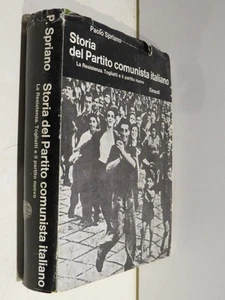 Paolo Spriano
Storia
del Partito comunista italiano
La Resistenza. Togliatti e il partito nuovo
Einaudi
P. Spriano Storia del Partito comunista italiano
La Resistenza. Togliatti e il partito nuovo